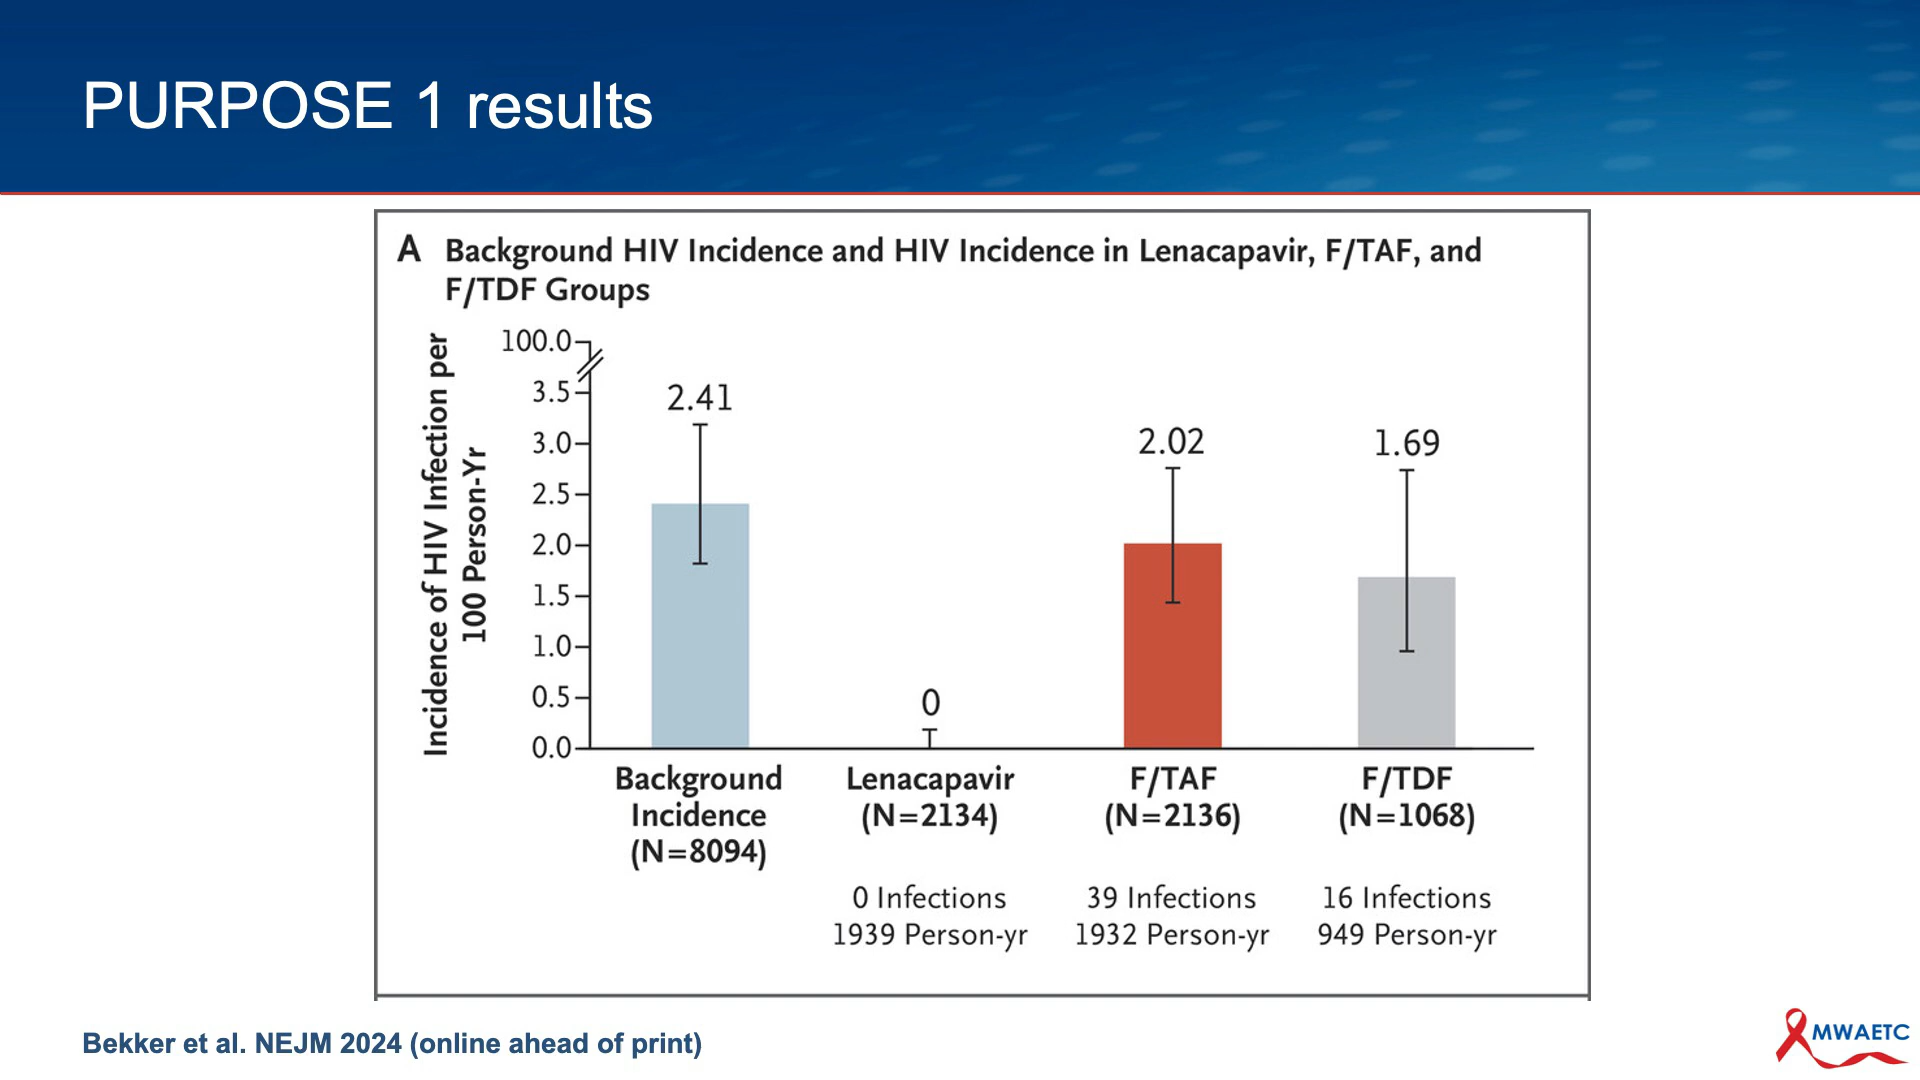 PURPOSE 1 results
A Background HIV Incidence and HIV Incidence in Lenacapavir, F/TAF, and
F/TDF Groups
Incidence of HIV Infection per
100 Person-Yr
100.0
3.5
3.0
2.5
2.0
1.5
1.0
0.5
0.0
2.41
0
2.02
1.69
Background
Incidence
(N=8094)
Lenacapavir
(N=2134)
0 Infections
1939 Person-yr
F/TAF
(N=2136)
39 Infections
1932 Person-yr
F/TDF
(N=1068)
16 Infections
949 Person-yr
Bekker et al. NEJM 2024 (online ahead of print)
MWAETC